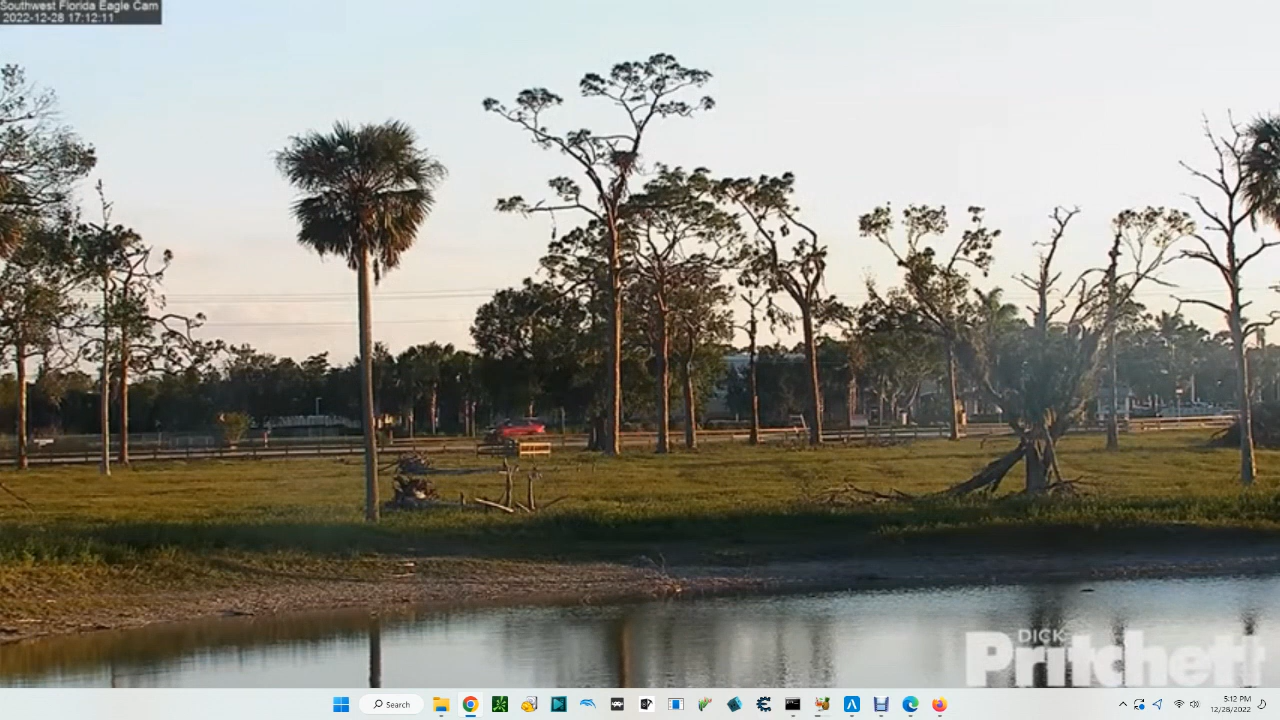 Southwest Florida Eagle Cam
2022-12-28 17:12:11
DICK
Pritchett
Search
5:12 PM
12/28/2022